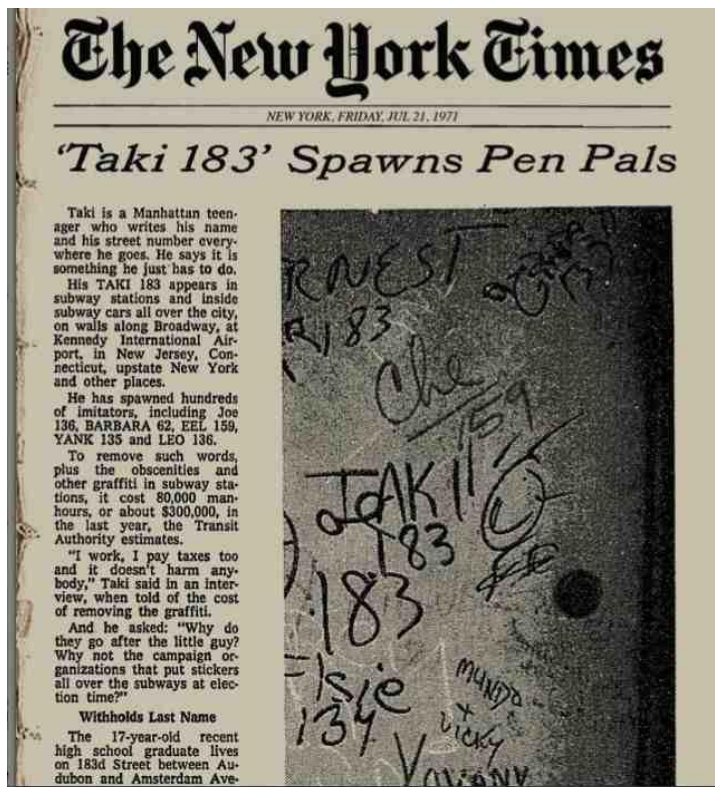 The New York Times
NEW YORK, FRIDAY, JUL 21, 1971
‘Taki 183’ Spawns Pen Pals
Taki is a Manhattan teen-
ager who writes his name
and his street number every-
where he goes. He says it is
something he just has to do.
His TAKI 183 appears in
subway stations and inside
subway cars all over the city,
on walls along Broadway, at
Kennedy International Air-
port, in New Jersey, Con-
necticut, upstate New York
and other places.
He has spawned hundreds
of imitators, including Joe
136, BARBARA 62, EEL 159,
YANK 135 and LEO 136.
To remove such words,
plus the obscenities and
other graffiti in subway sta-
tions, it cost 80,000 man-
hours, or about $300,000, in
the last year, the Transit
Authority estimates.
“I work, I pay taxes too
and it doesn't harm any-
body,” Taki said in an inter-
view, when told of the cost
of removing the graffiti.
And he asked: “Why do
they go after the little guy?
Why not the campaign or-
ganizations that put stickers
all over the subways at elec-
tion time?”
Withholds Last Name
The 17-year-old recent
high school graduate lives
on 183d Street between Au-
dubon and Amsterdam Ave-
RNEST
183
Che
159
TAKI
183
183
Elsie
134
MUNDO
+
VICKY